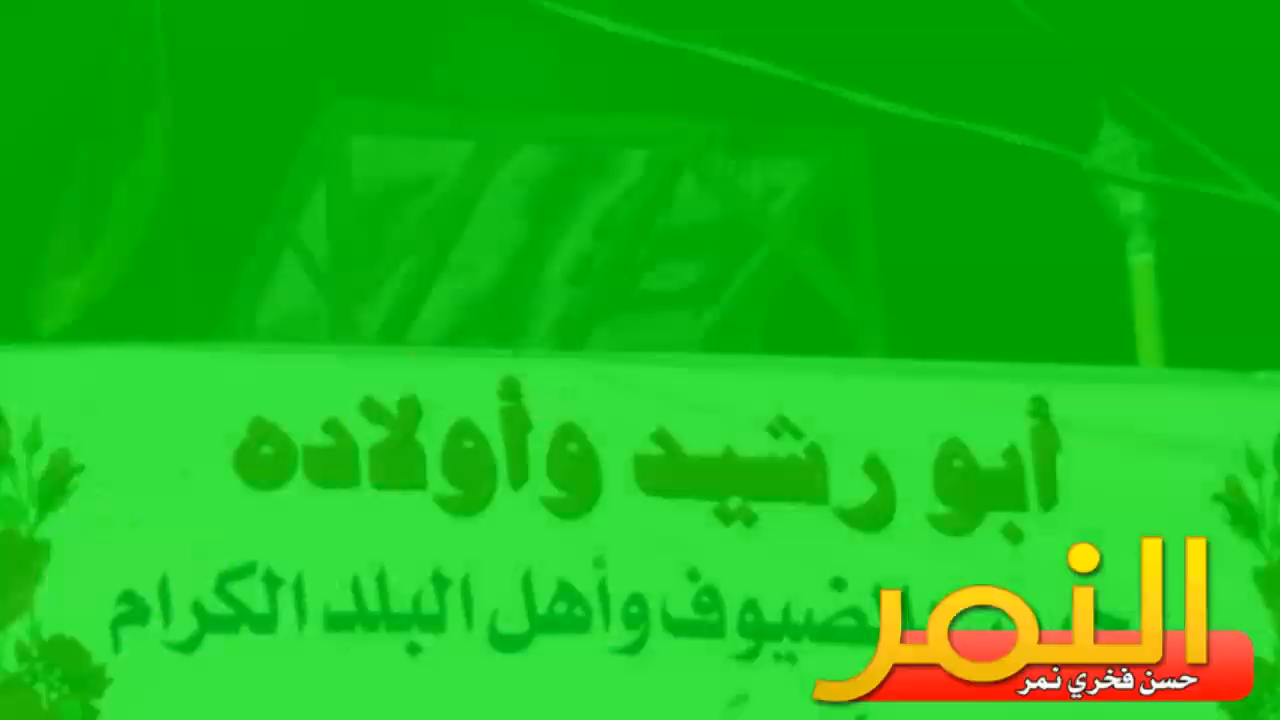 أبو رشيد وأولاده
الضيوف وأهل البلد الكرام
النمر
حسن فخري نمر